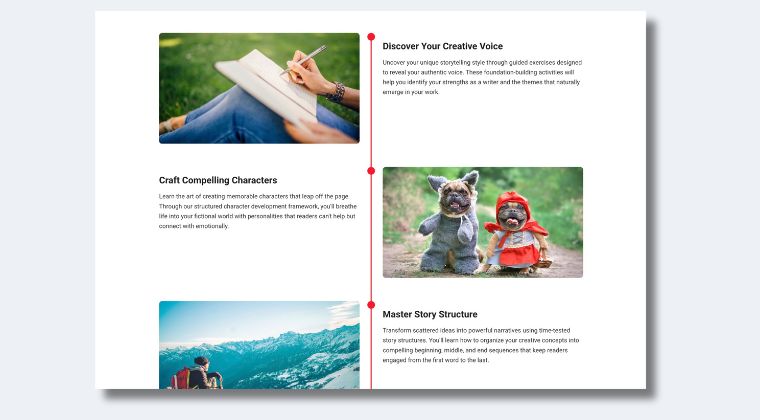 Discover Your Creative Voice
Uncover your unique storytelling style through guided exercises designed
to reveal your authentic voice. These foundation-building activities will
help you identify your strengths as a writer and the themes that naturally
emerge in your work.
Craft Compelling Characters
Learn the art of creating memorable characters that leap off the page.
Through our structured character development framework, you'll breathe
life into your fictional world with personalities that readers can't help but
connect with emotionally.
Master Story Structure
Transform scattered ideas into powerful narratives using time-tested
story structures. You'll learn how to organize your creative concepts into
compelling beginning, middle, and end sequences that keep readers
engaged from the first word to the last.